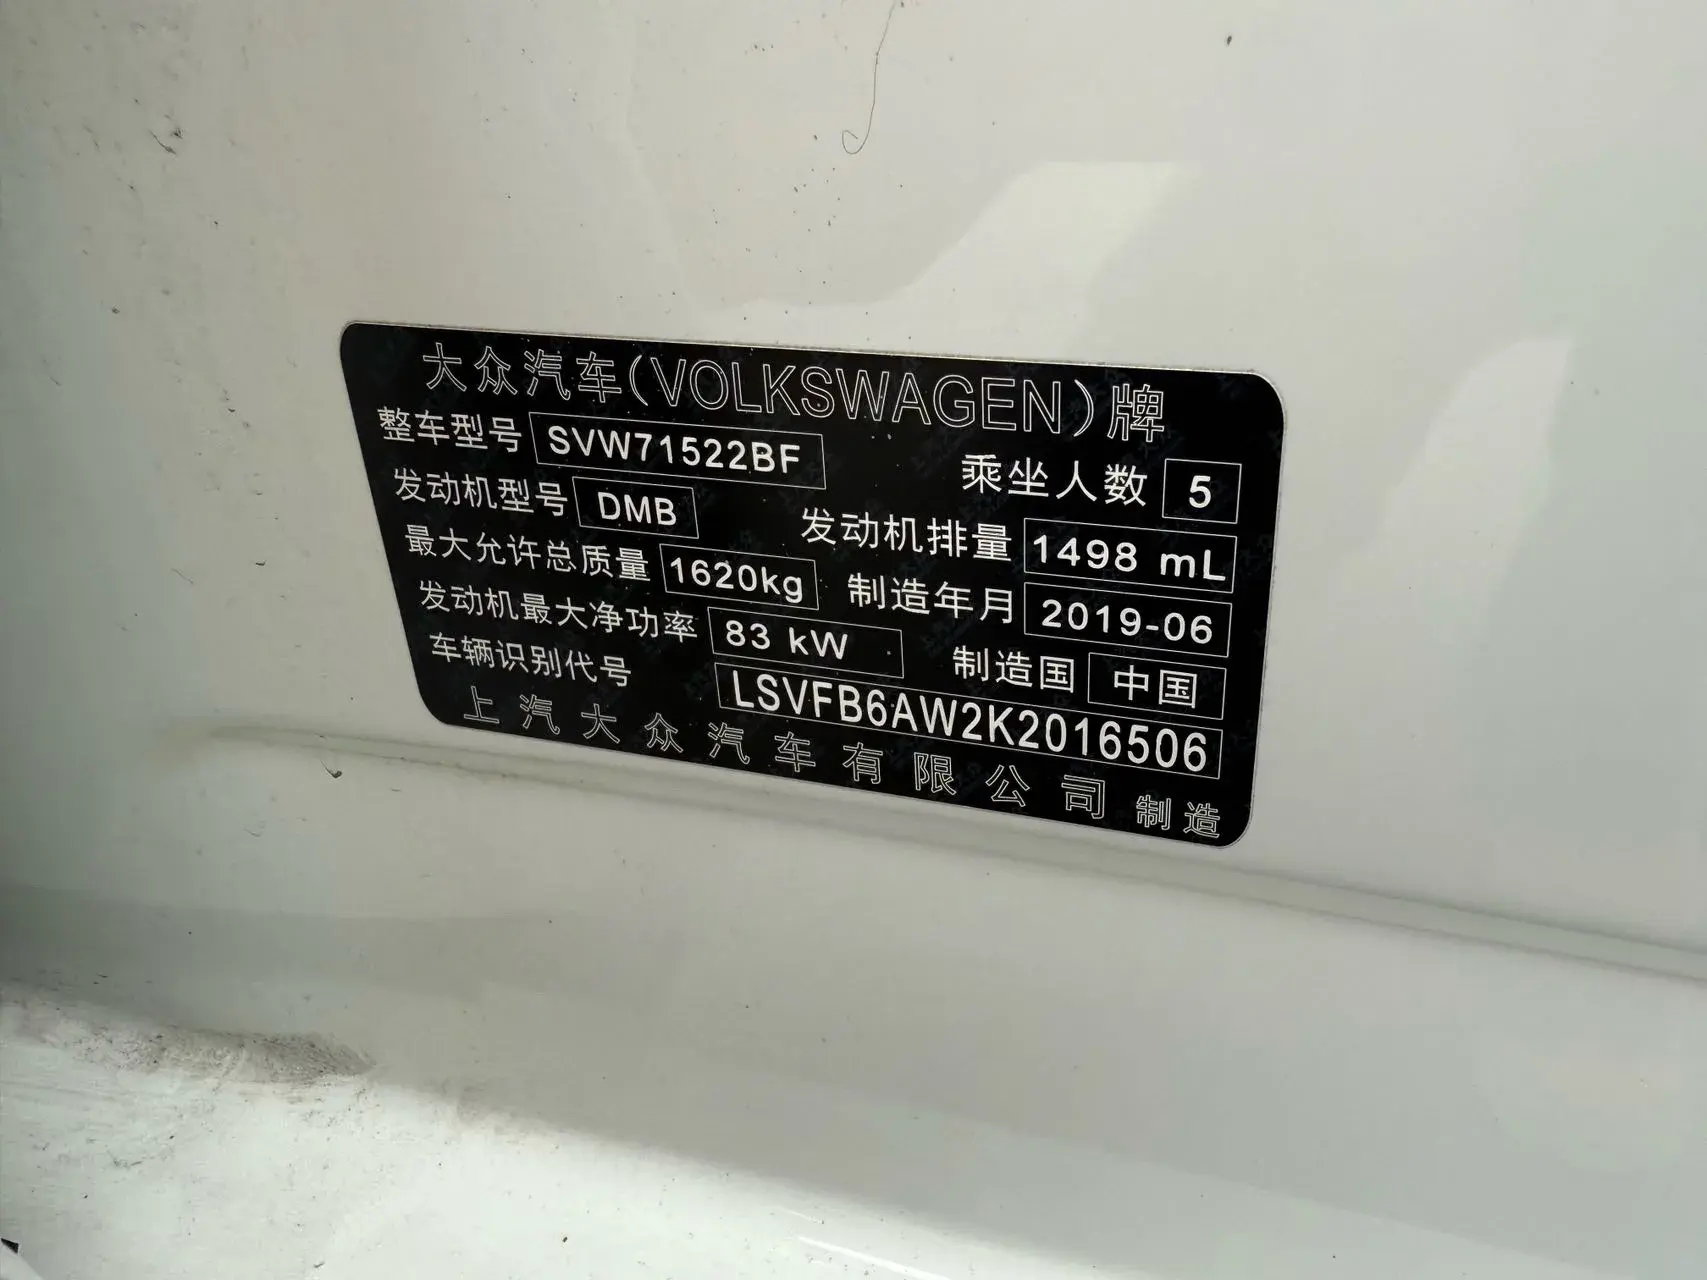 大众汽车(VOLKSWAGEN)牌
整车型号 SVW71522BF 乘坐人数 5
发动机型号 DMB 发动机排量 1498 mL
最大允许总质量 1620kg 制造年月 2019-06
发动机最大净功率 83 kW 制造国 中国
车辆识别代号 LSVFB6AW2K2016506
上汽大众汽车有限公司 制造